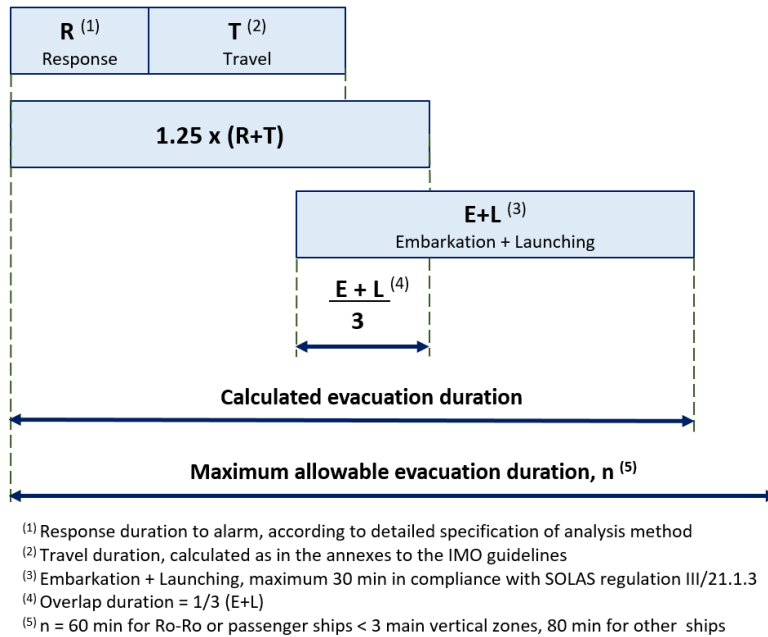 R (1)
Response
T (2)
Travel
1.25 x (R+T)
E+L (3)
Embarkation + Launching
E + L (4)
3
Calculated evacuation duration
Maximum allowable evacuation duration, n (5)
(1) Response duration to alarm, according to detailed specification of analysis method
(2) Travel duration, calculated as in the annexes to the IMO guidelines
(3) Embarkation + Launching, maximum 30 min in compliance with SOLAS regulation III/21.1.3
(4) Overlap duration = 1/3 (E+L)
(5) n = 60 min for Ro-Ro or passenger ships < 3 main vertical zones, 80 min for other ships